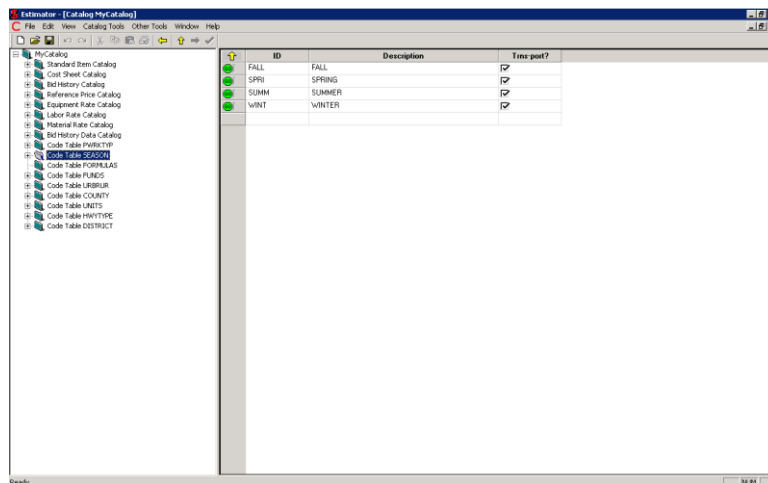 Estimator - [Catalog MyCatalog]
File Edit View Catalog Tools Other Tools Window Help
MyCatalog
Standard Item Catalog
Cost Sheet Catalog
Bid History Catalog
Reference Price Catalog
Equipment Rate Catalog
Labor Rate Catalog
Material Rate Catalog
Bid History Data Catalog
Code Table PWRKTYP
Code Table SEASON
Code Table FORMULAS
Code Table FUNDS
Code Table URBRUR
Code Table COUNTY
Code Table UNITS
Code Table HWYTYPE
Code Table DISTRICT
ID Description Trns·port?
FALL FALL
SPRI SPRING
SUMM SUMMER
WINT WINTER
Ready NUM